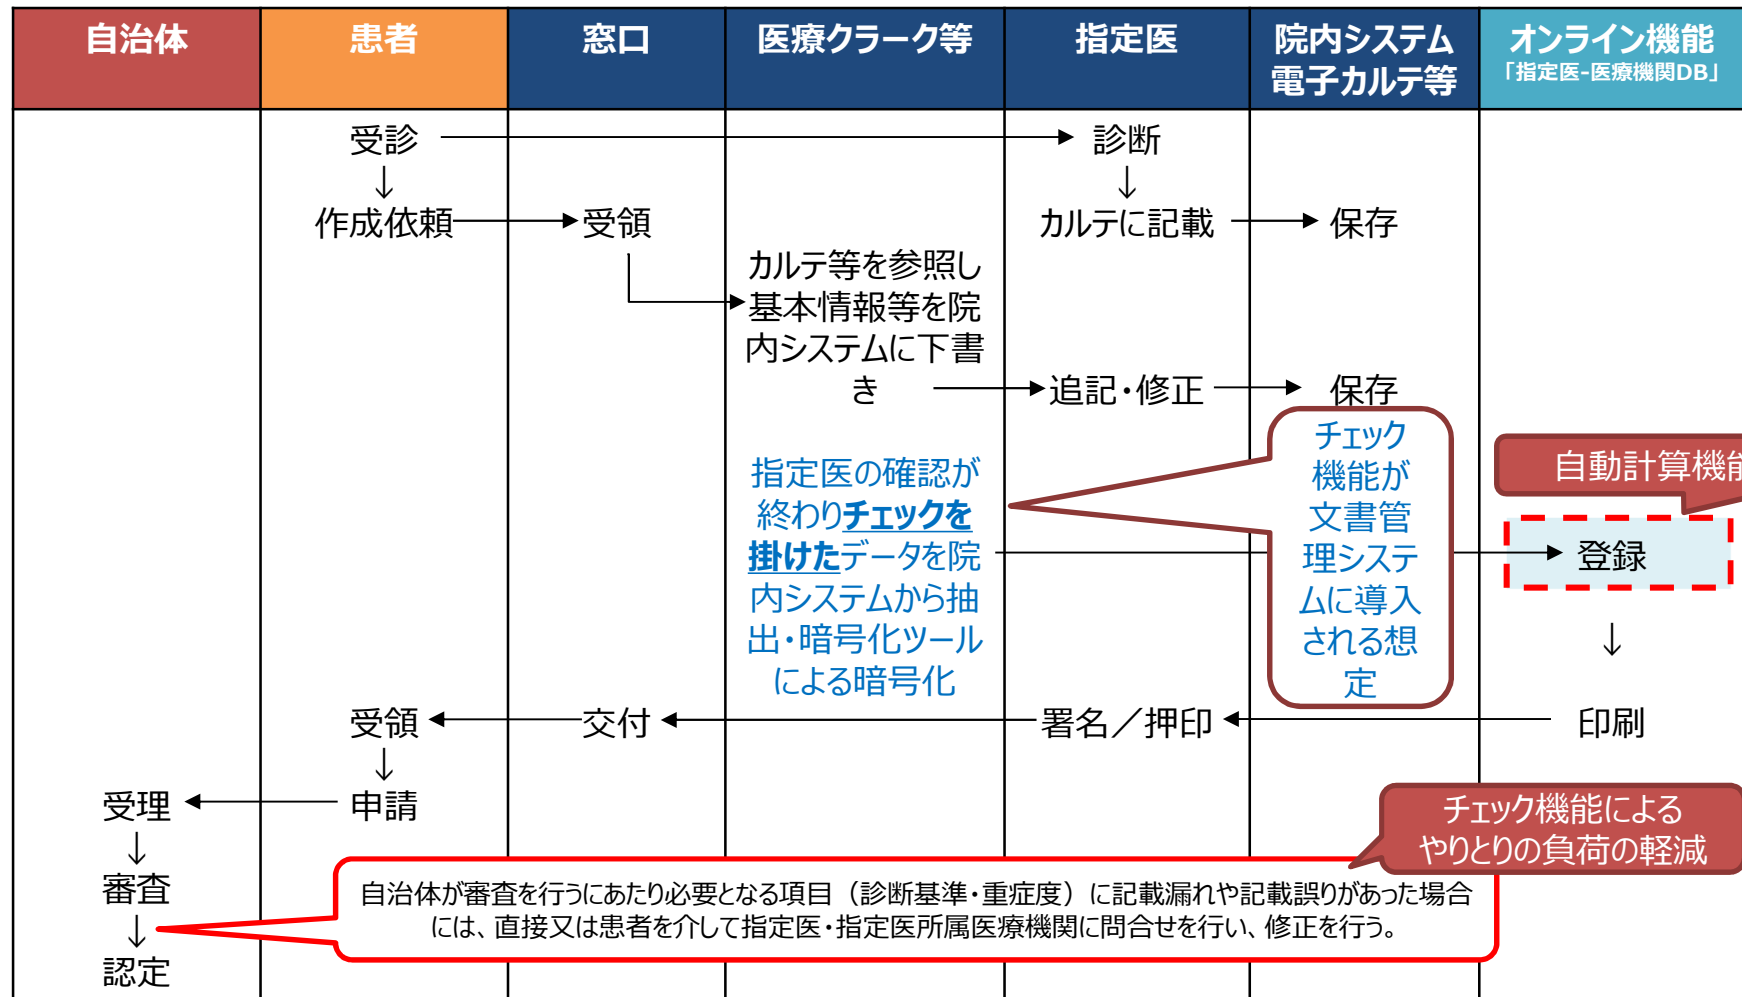 自治体
患者
窓口
医療クラーク等
指定医
院内システム
電子カルテ等
オンライン機能
「指定医-医療機関DB」
受診
診断
↓
↓
作成依頼
受領
カルテに記載
保存
カルテ等を参照し
基本情報等を院
内システムに下書
き
追記・修正
保存
チェック
機能が
文書管
理システ
ムに導入
される想
定
自動計算機能
指定医の確認が
終わりチェックを
掛けたデータを院
内システムから抽
出・暗号化ツール
による暗号化
登録
↓
受領
交付
署名／押印
印刷
↓
受理
申請
チェック機能による
やりとりの負荷の軽減
↓
審査
自治体が審査を行うにあたり必要となる項目（診断基準・重症度）に記載漏れや記載誤りがあった場合
には、直接又は患者を介して指定医・指定医所属医療機関に問合せを行い、修正を行う。
↓
認定